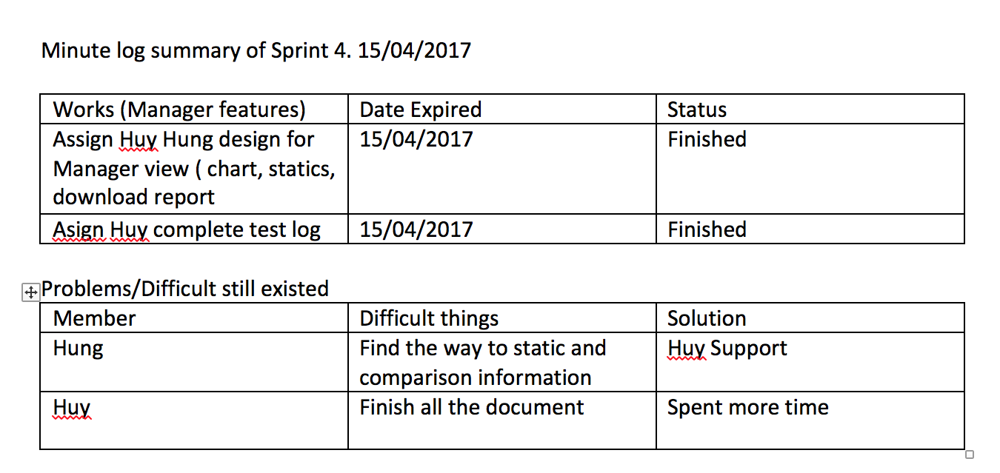 Minute log summary of Sprint 4. 15/04/2017
Works (Manager features) Date Expired Status
Assign Huy Hung design for 15/04/2017 Finished
Manager view ( chart, statics,
download report
Asign Huy complete test log 15/04/2017 Finished
Problems/Difficult still existed
Member Difficult things Solution
Hung Find the way to static and Huy Support
comparison information
Huy Finish all the document Spent more time